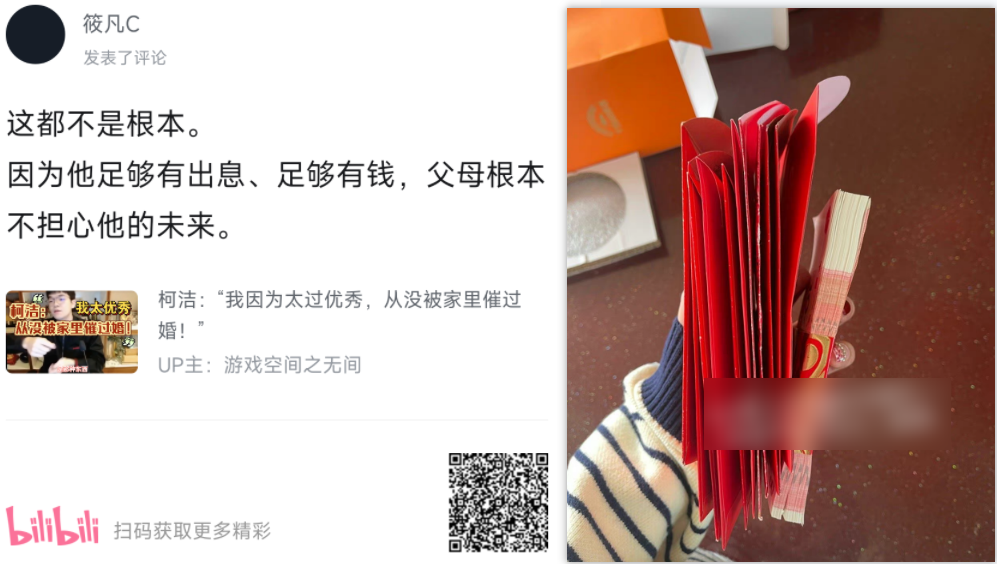 筱凡C
发表了评论
这都不是根本。
因为他足够有出息、足够有钱，父母根本
不担心他的未来。
柯洁:
我太优秀
从没被家里催过婚!
柯洁：“我因为太过优秀，从没被家里催过
婚！”
UP主：游戏空间之无间
bilibili
扫码获取更多精彩